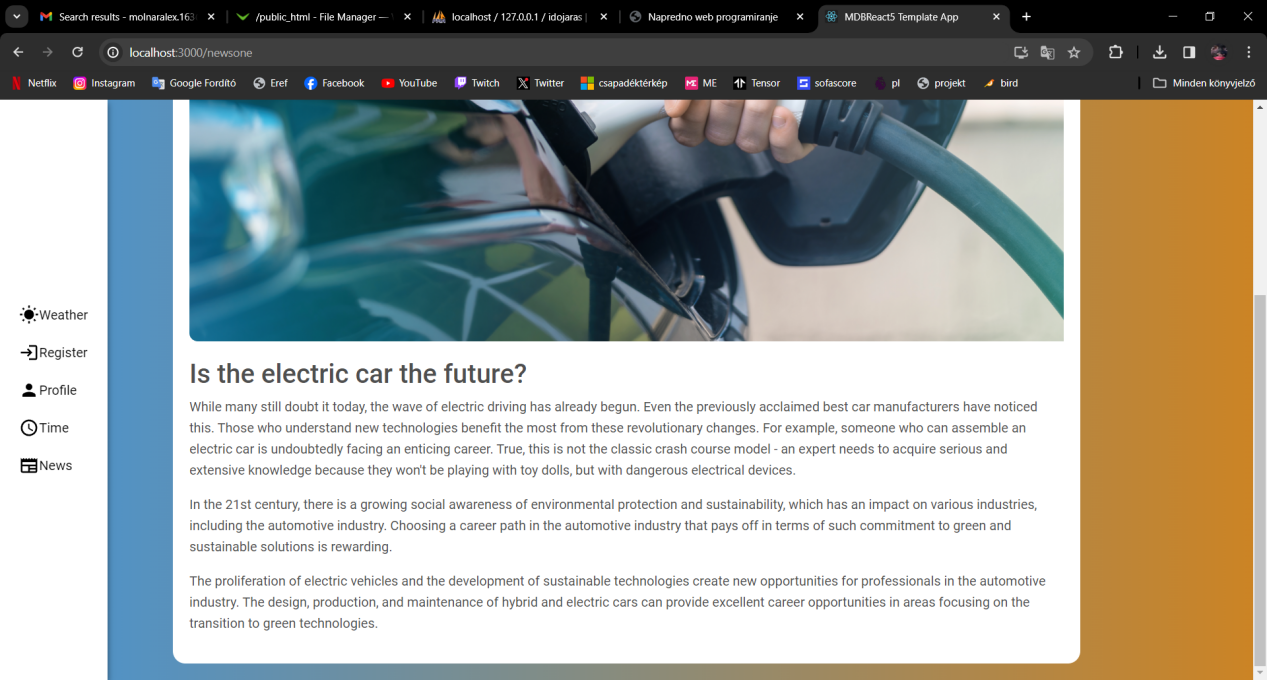 Search results - molnaralex.163
/public_html - File Manager —
localhost / 127.0.0.1 / idojaras |
Napredno web programiranje
MDBReact5 Template App
localhost:3000/newsone
Netflix
Instagram
Google Fordító
Eref
Facebook
YouTube
Twitch
Twitter
csapadéktérkép
ME
Tensor
sofascore
pl
projekt
bird
Minden könyvjelző
Weather
Register
Profile
Time
News
Is the electric car the future?
While many still doubt it today, the wave of electric driving has already begun. Even the previously acclaimed best car manufacturers have noticed
this. Those who understand new technologies benefit the most from these revolutionary changes. For example, someone who can assemble an
electric car is undoubtedly facing an enticing career. True, this is not the classic crash course model - an expert needs to acquire serious and
extensive knowledge because they won't be playing with toy dolls, but with dangerous electrical devices.
In the 21st century, there is a growing social awareness of environmental protection and sustainability, which has an impact on various industries,
including the automotive industry. Choosing a career path in the automotive industry that pays off in terms of such commitment to green and
sustainable solutions is rewarding.
The proliferation of electric vehicles and the development of sustainable technologies create new opportunities for professionals in the automotive
industry. The design, production, and maintenance of hybrid and electric cars can provide excellent career opportunities in areas focusing on the
transition to green technologies.